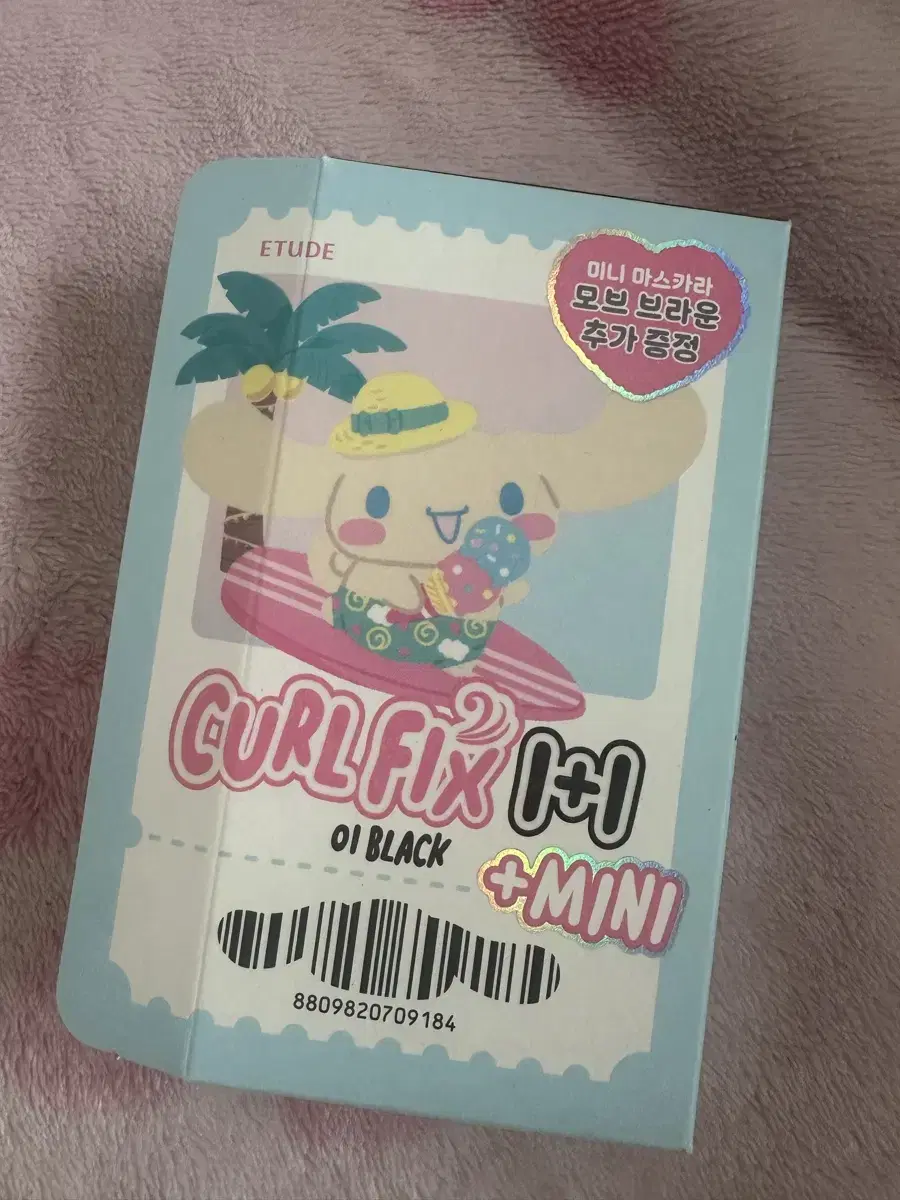 ETUDE
미니 마스카라
모브 브라운
추가 증정
CURL FIX 1+1
01 BLACK
+MINI
8809820709184